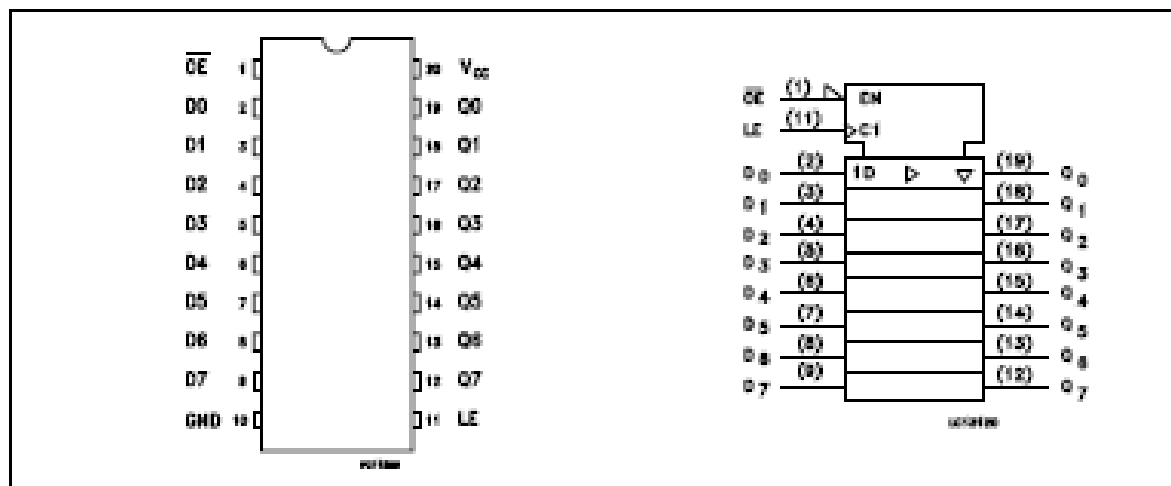 OE 1 20 VCC
D0 2 19 Q0
D1 3 18 Q1
D2 4 17 Q2
D3 5 16 Q3
D4 6 15 Q4
D5 7 14 Q5
D6 8 13 Q6
D7 9 12 Q7
GND 10 11 LE
OE (1) EN
LE (11) C1
D0 (2) 1D (19) Q0
D1 (3) (18) Q1
D2 (4) (17) Q2
D3 (5) (16) Q3
D4 (6) (15) Q4
D5 (7) (14) Q5
D6 (8) (13) Q6
D7 (9) (12) Q7